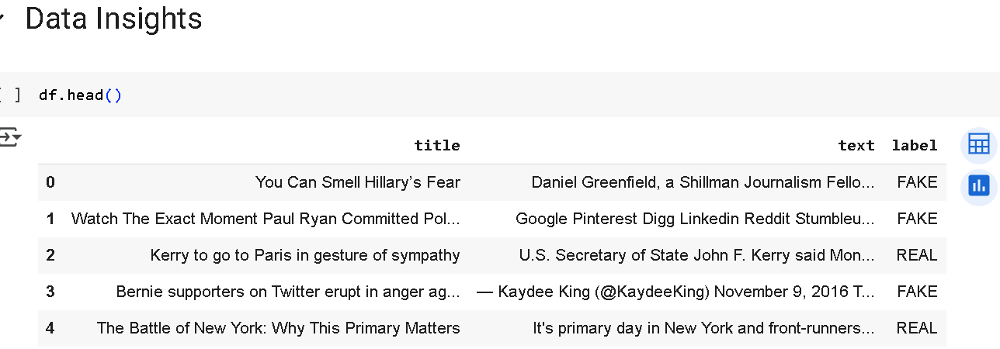 Data Insights
[ ] df.head()
title text label
0 You Can Smell Hillary’s Fear Daniel Greenfield, a Shillman Journalism Fello... FAKE
1 Watch The Exact Moment Paul Ryan Committed Pol... Google Pinterest Digg Linkedin Reddit Stumbleu... FAKE
2 Kerry to go to Paris in gesture of sympathy U.S. Secretary of State John F. Kerry said Mon... REAL
3 Bernie supporters on Twitter erupt in anger ag... — Kaydee King (@KaydeeKing) November 9, 2016 T... FAKE
4 The Battle of New York: Why This Primary Matters It's primary day in New York and front-runners... REAL